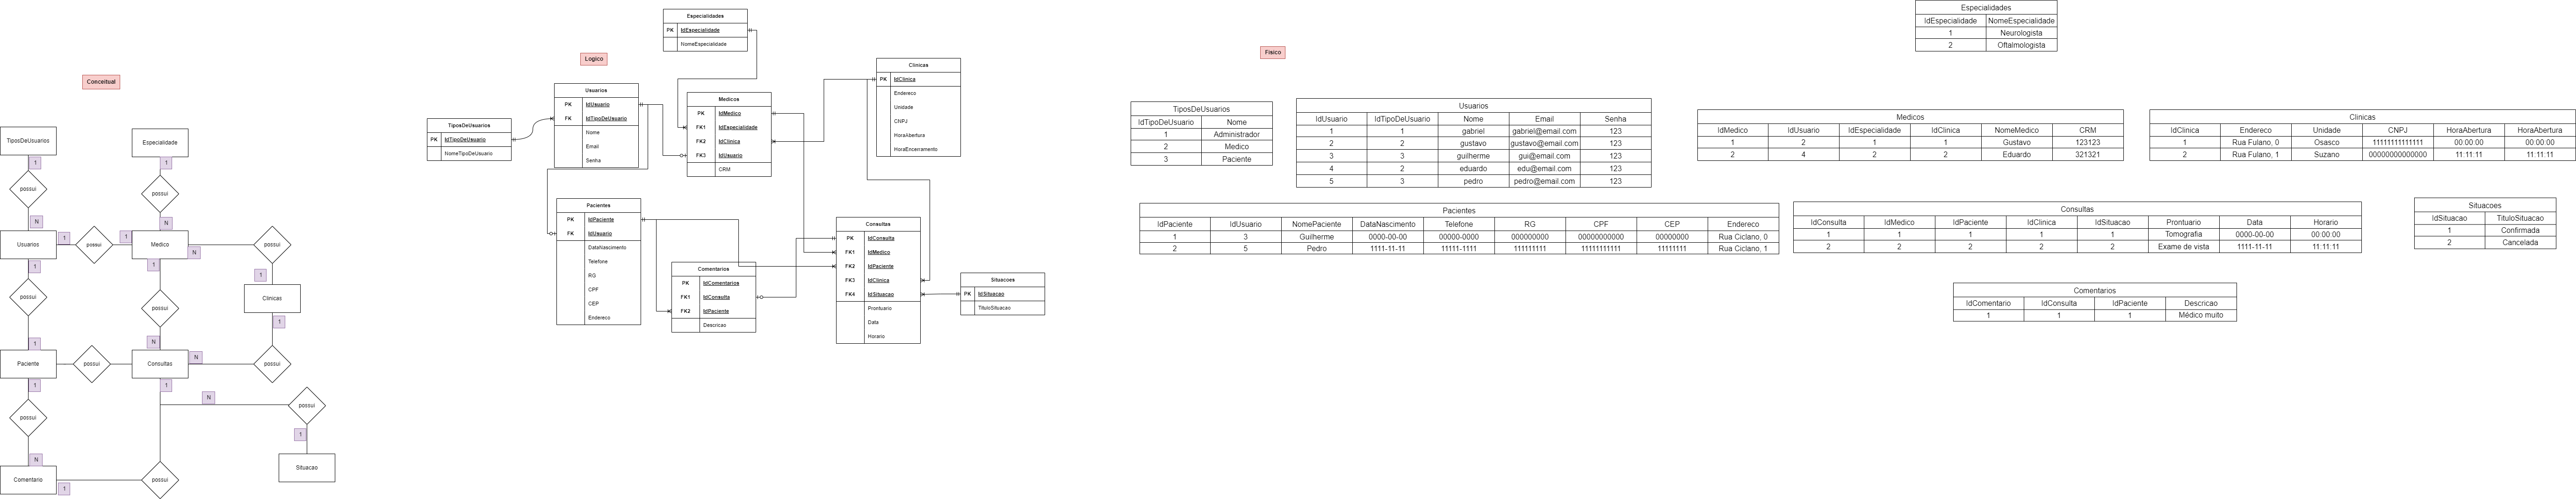 Conceitual
TiposDeUsuarios
Especialidade
1
1
possui
possui
N
N
Usuarios
1
possui
1
Medico
N
possui
1
1
1
Clinicas
possui
possui
1
1
N
Paciente
possui
Consultas
N
possui
1
1
N
possui
possui
1
N
Situacao
Comentario
1
possui
Logico
Especialidades
PK IdEspecialidade
NomeEspecialidade
TiposDeUsuarios
PK IdTipoDeUsuario
NomeTipoDeUsuario
Usuarios
PK IdUsuario
FK IdTipoDeUsuario
Nome
Email
Senha
Medicos
PK IdMedico
FK1 IdEspecialidade
FK2 IdClinica
FK3 IdUsuario
CRM
Clinicas
PK IdClinica
Endereco
Unidade
CNPJ
HoraAbertura
HoraEncerramento
Pacientes
PK IdPaciente
FK IdUsuario
DataNascimento
Telefone
RG
CPF
CEP
Endereco
Comentarios
PK IdComentarios
FK1 IdConsulta
FK2 IdPaciente
Descricao
Consultas
PK IdConsulta
FK1 IdMedico
FK2 IdPaciente
FK3 IdClinica
FK4 IdSituacao
Prontuario
Data
Horario
Situacoes
PK IdSituacao
TituloSituacao
Fisico
Especialidades
IdEspecialidade NomeEspecialidade
1 Neurologista
2 Oftalmologista
TiposDeUsuarios
IdTipoDeUsuario Nome
1 Administrador
2 Medico
3 Paciente
Usuarios
IdUsuario IdTipoDeUsuario Nome Email Senha
1 1 gabriel gabriel@email.com 123
2 2 gustavo gustavo@email.com 123
3 3 guilherme gui@email.com 123
4 2 eduardo edu@email.com 123
5 3 pedro pedro@email.com 123
Medicos
IdMedico IdUsuario IdEspecialidade IdClinica NomeMedico CRM
1 2 1 1 Gustavo 123123
2 4 2 2 Eduardo 321321
Clinicas
IdClinica Endereco Unidade CNPJ HoraAbertura HoraAbertura
1 Rua Fulano, 0 Osasco 11111111111111 00:00:00 00:00:00
2 Rua Fulano, 1 Suzano 00000000000000 11:11:11 11:11:11
Pacientes
IdPaciente IdUsuario NomePaciente DataNascimento Telefone RG CPF CEP Endereco
1 3 Guilherme 0000-00-00 00000-0000 000000000 00000000000 00000000 Rua Ciclano, 0
2 5 Pedro 1111-11-11 11111-1111 111111111 11111111111 11111111 Rua Ciclano, 1
Consultas
IdConsulta IdMedico IdPaciente IdClinica IdSituacao Prontuario Data Horario
1 1 1 1 1 Tomografia 0000-00-00 00:00:00
2 2 2 2 2 Exame de vista 1111-11-11 11:11:11
Situacoes
IdSituacao TituloSituacao
1 Confirmada
2 Cancelada
Comentarios
IdComentario IdConsulta IdPaciente Descricao
1 1 1 Médico muito